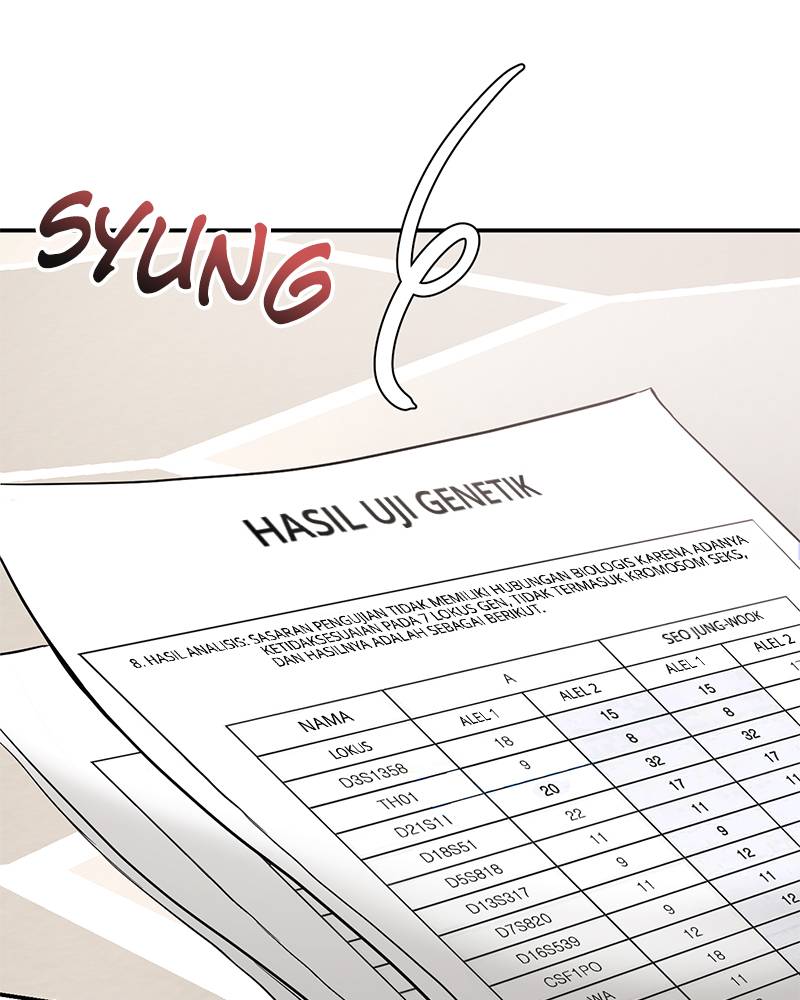 SYUNG
HASIL UJI GENETIK
8. HASIL ANALISIS: SASARAN PENGUJIAN TIDAK MEMILIKI HUBUNGAN BIOLOGIS KARENA ADANYA
KETIDAKSESUAIAN PADA 7 LOKUS GEN, TIDAK TERMASUK KROMOSOM SEKS,
DAN HASILNYA ADALAH SEBAGAI BERIKUT.
NAMA A SEO JUNG-WOOK
LOKUS ALEL 1 ALEL 2 ALEL 1 ALEL 2
D3S1358 18 15 15
TH01 9 8 8
D21S11 20 32 32
D18S51 22 17 17
D5S818 11 11 11
D13S317 9 9
D7S820 11 12
D16S539 9 11
CSF1PO 12 12
18 11